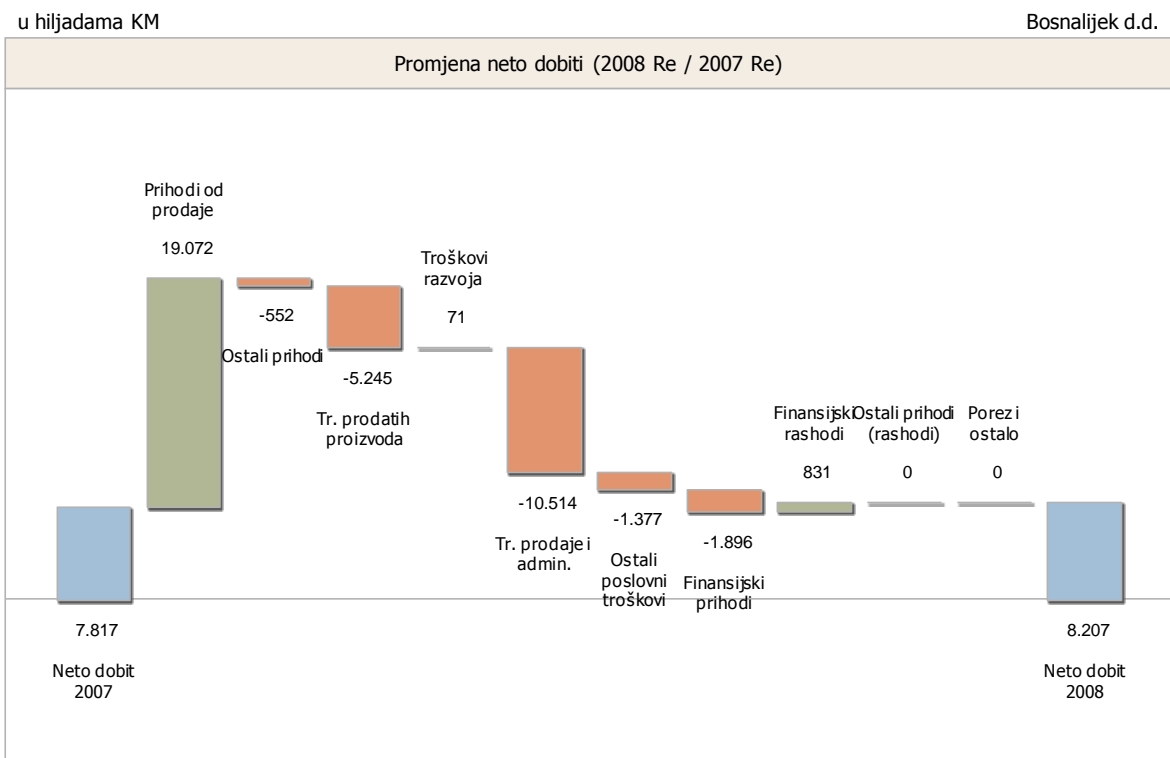 u hiljadama KM
Bosnalijek d.d.
Promjena neto dobiti (2008 Re / 2007 Re)
Prihodi od
prodaje
19.072
-552
Ostali prihodi
-5.245
Tr. prodatih
proizvoda
Troškovi
razvoja
71
-10.514
Tr. prodaje i
admin.
-1.377
Ostali
poslovni
troškovi
-1.896
Finansijski
prihodi
Finansijski
rashodi
831
Ostali prihodi
(rashodi)
0
Porez i
ostalo
0
7.817
Neto dobit
2007
8.207
Neto dobit
2008